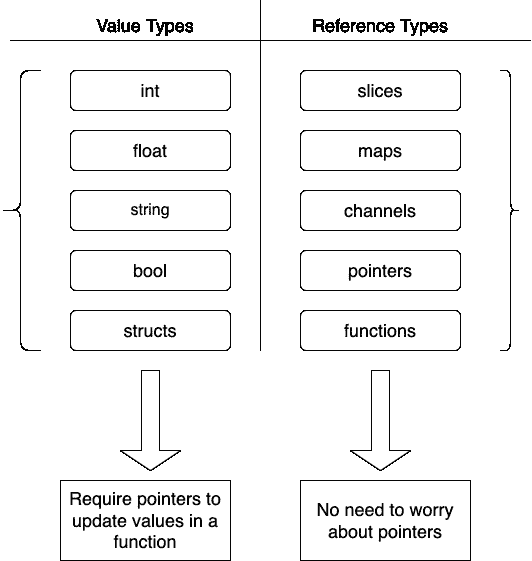 Value Types
Reference Types
int
slices
float
maps
string
channels
bool
pointers
structs
functions
Require pointers to
update values in a
function
No need to worry
about pointers